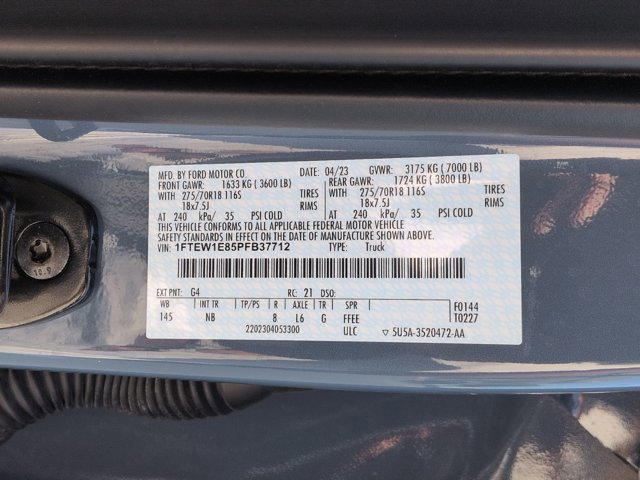 MFD. BY FORD MOTOR CO. DATE: 04/23 GVWR: 3175 KG ( 7000 LB)
FRONT GAWR: 1633 KG ( 3600 LB) REAR GAWR: 1724 KG ( 3800 LB)
WITH 275/70R18 116S TIRES WITH 275/70R18 116S TIRES
18x7.5J RIMS 18x7.5J RIMS
AT 240 kPa/ 35 PSI COLD AT 240 kPa/ 35 PSI COLD
THIS VEHICLE CONFORMS TO ALL APPLICABLE FEDERAL MOTOR VEHICLE
SAFETY STANDARDS IN EFFECT ON THE DATE OF MANUFACTURE SHOWN ABOVE.
VIN: 1FTEW1E85PFB37712 TYPE: Truck
EXT PNT: G4 RC: 21 DSO:
WB INT TR TP/PS R AXLE TR SPR F0144
145 NB 8 L6 G FFEE T0227
2202304053300 ULC ▽ 5U5A-3520472-AA
10.9